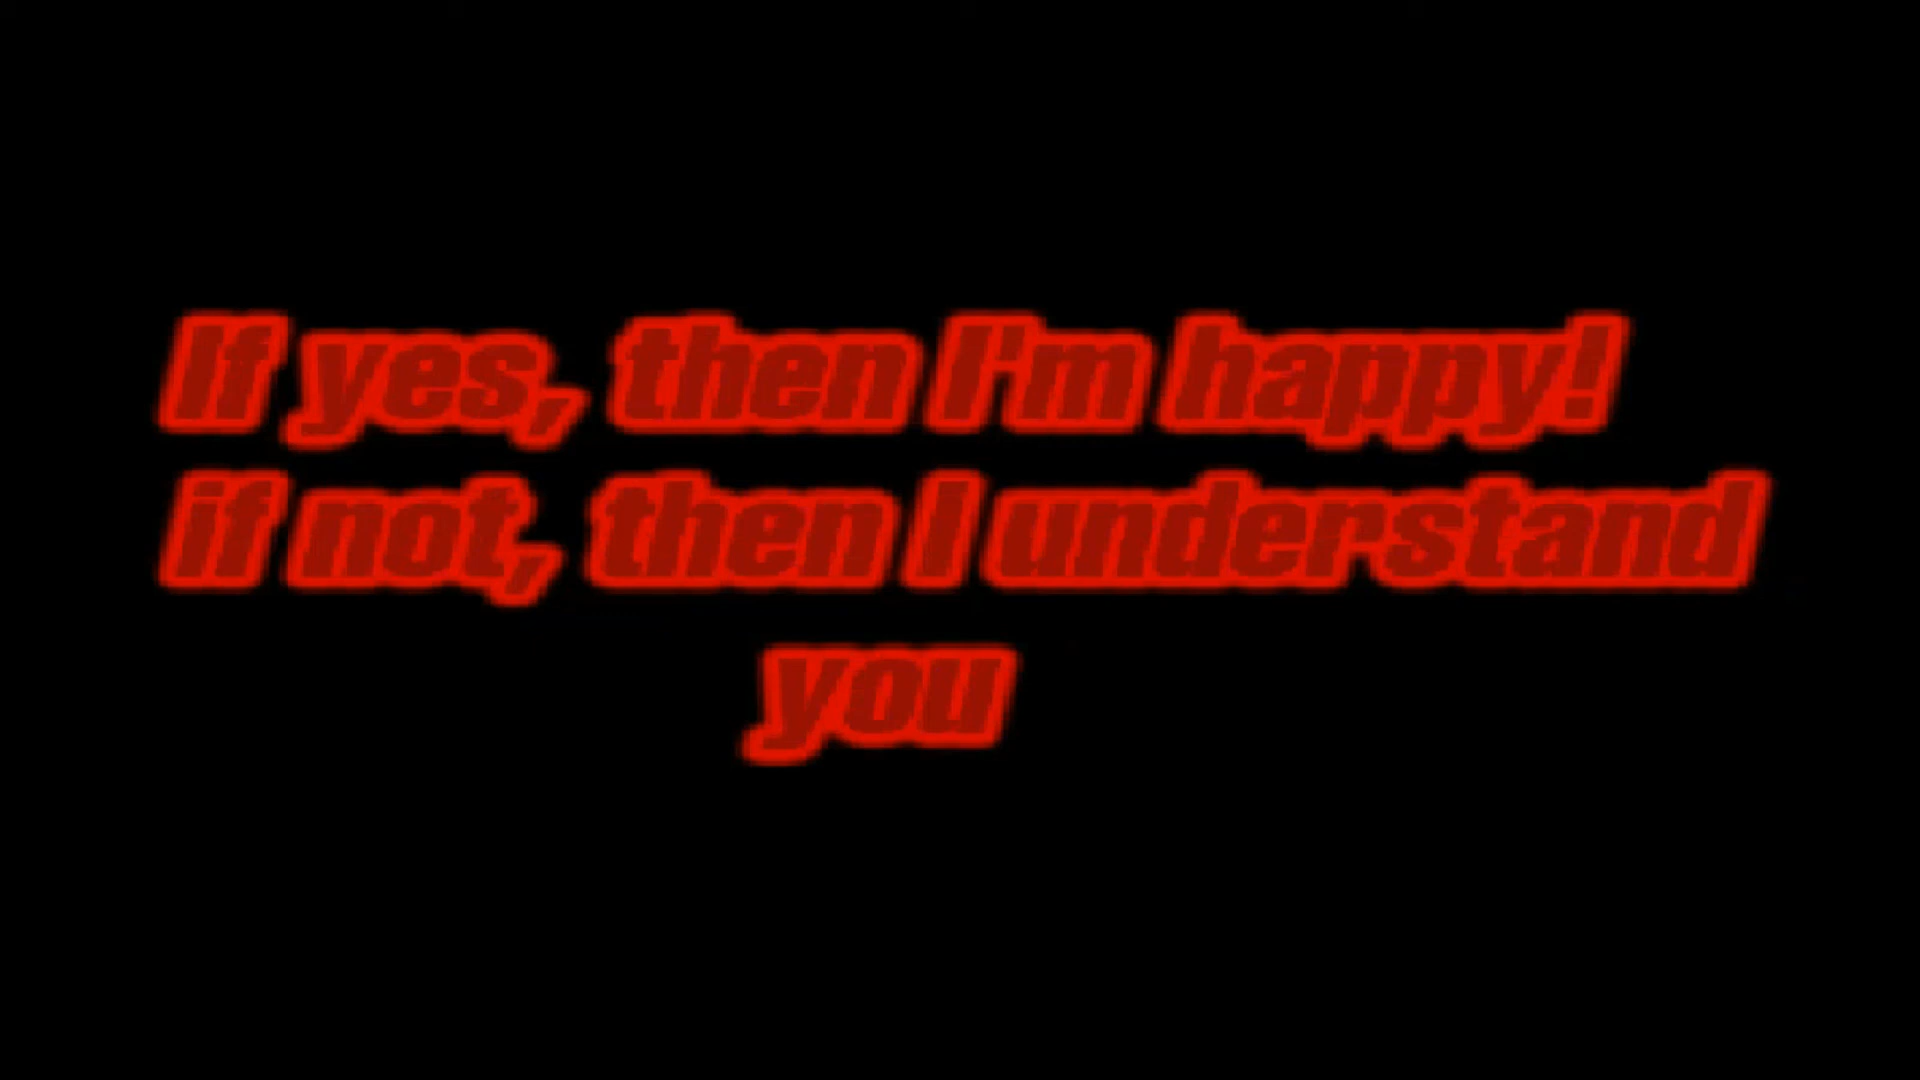 If yes, then I'm happy!
if not, then I understand
you